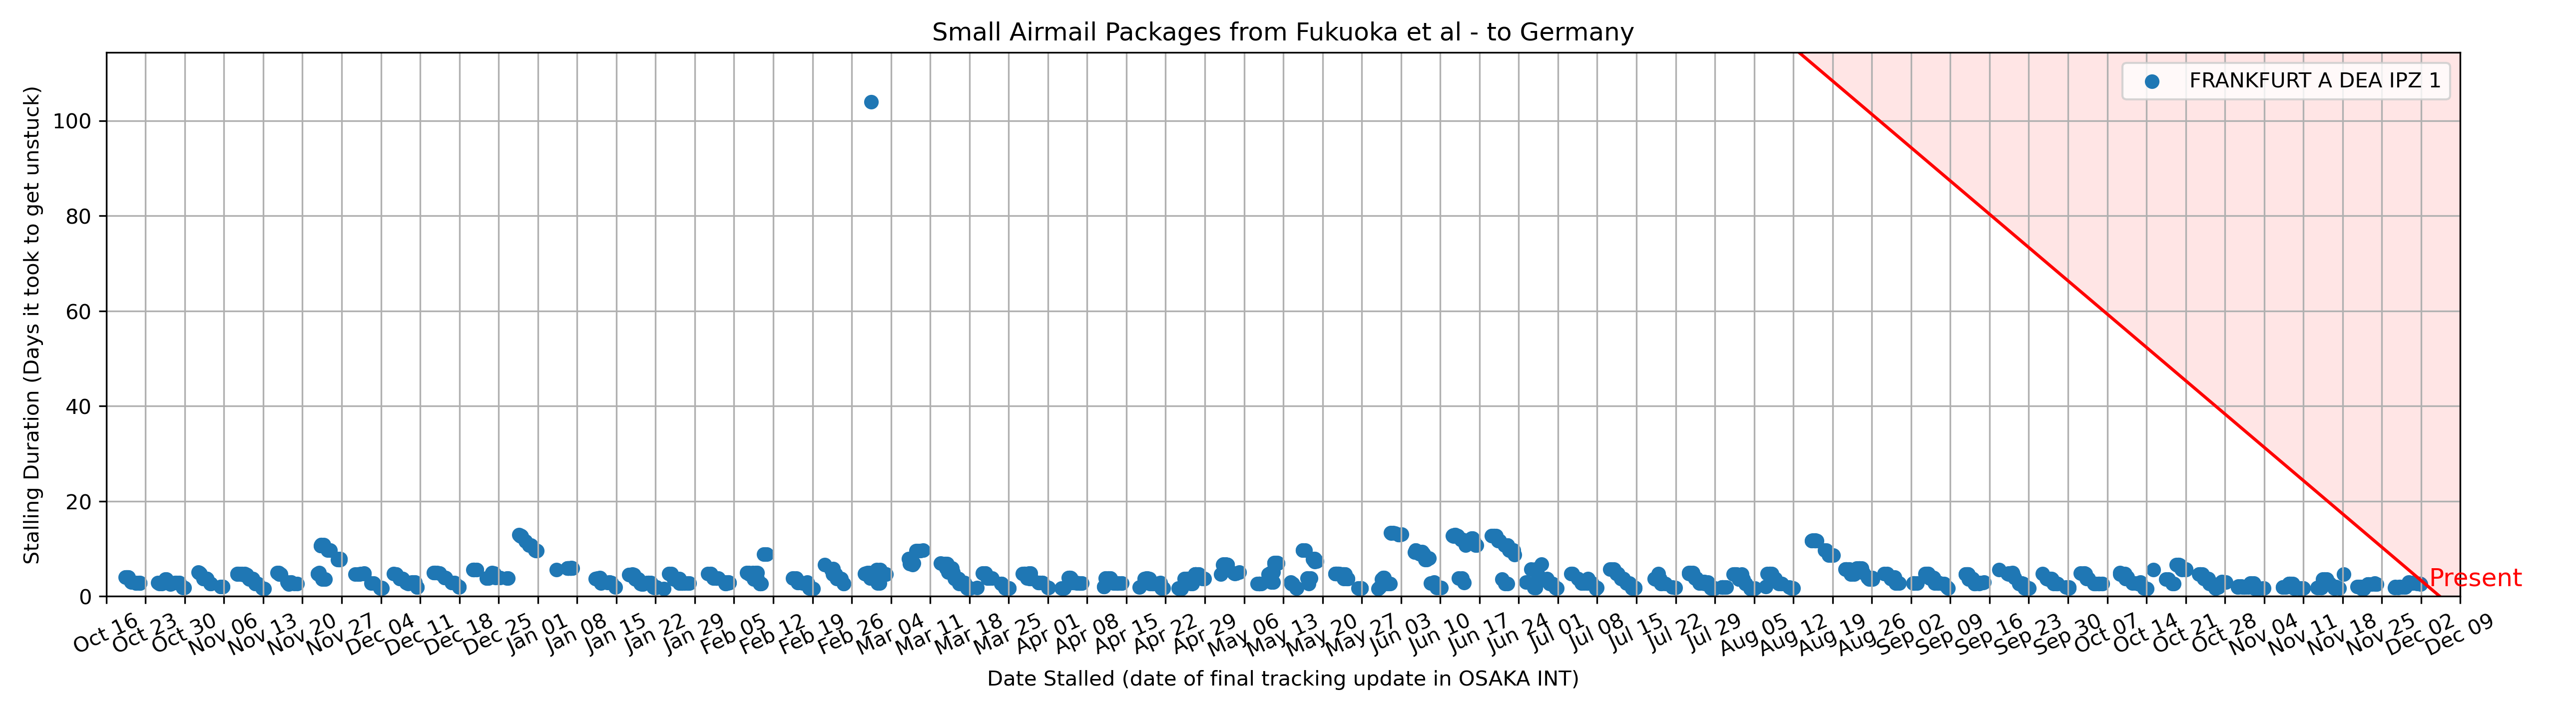 Small Airmail Packages from Fukuoka et al - to Germany
FRANKFURT A DEA IPZ 1
Stalling Duration (Days it took to get unstuck)
100
80
60
40
20
0
Present
Oct 16 Oct 23 Oct 30 Nov 06 Nov 13 Nov 20 Nov 27 Dec 04 Dec 11 Dec 18 Dec 25 Jan 01 Jan 08 Jan 15 Jan 22 Jan 29 Feb 05 Feb 12 Feb 19 Feb 26 Mar 04 Mar 11 Mar 18 Mar 25 Apr 01 Apr 08 Apr 15 Apr 22 Apr 29 May 06 May 13 May 20 May 27 Jun 03 Jun 10 Jun 17 Jun 24 Jul 01 Jul 08 Jul 15 Jul 22 Jul 29 Aug 05 Aug 12 Aug 19 Aug 26 Sep 02 Sep 09 Sep 16 Sep 23 Sep 30 Oct 07 Oct 14 Oct 21 Oct 28 Nov 04 Nov 11 Nov 18 Nov 25 Dec 02 Dec 09
Date Stalled (date of final tracking update in OSAKA INT)